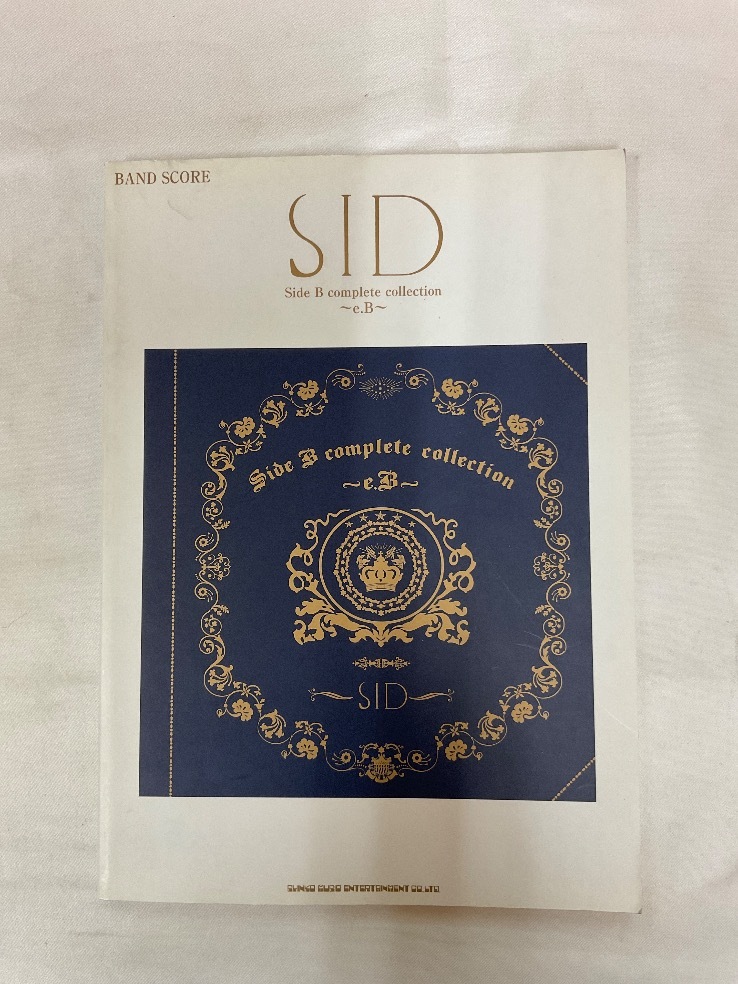 BAND SCORE
SID
Side B complete collection
~e.B~
Side B complete collection
~e.B~
~SID~
SHINKO MUSIC ENTERTAINMENT CO.,LTD.